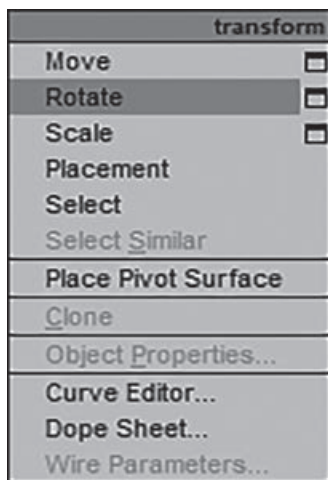 transform
Move
Rotate
Scale
Placement
Select
Select Similar
Place Pivot Surface
Clone
Object Properties...
Curve Editor...
Dope Sheet...
Wire Parameters...